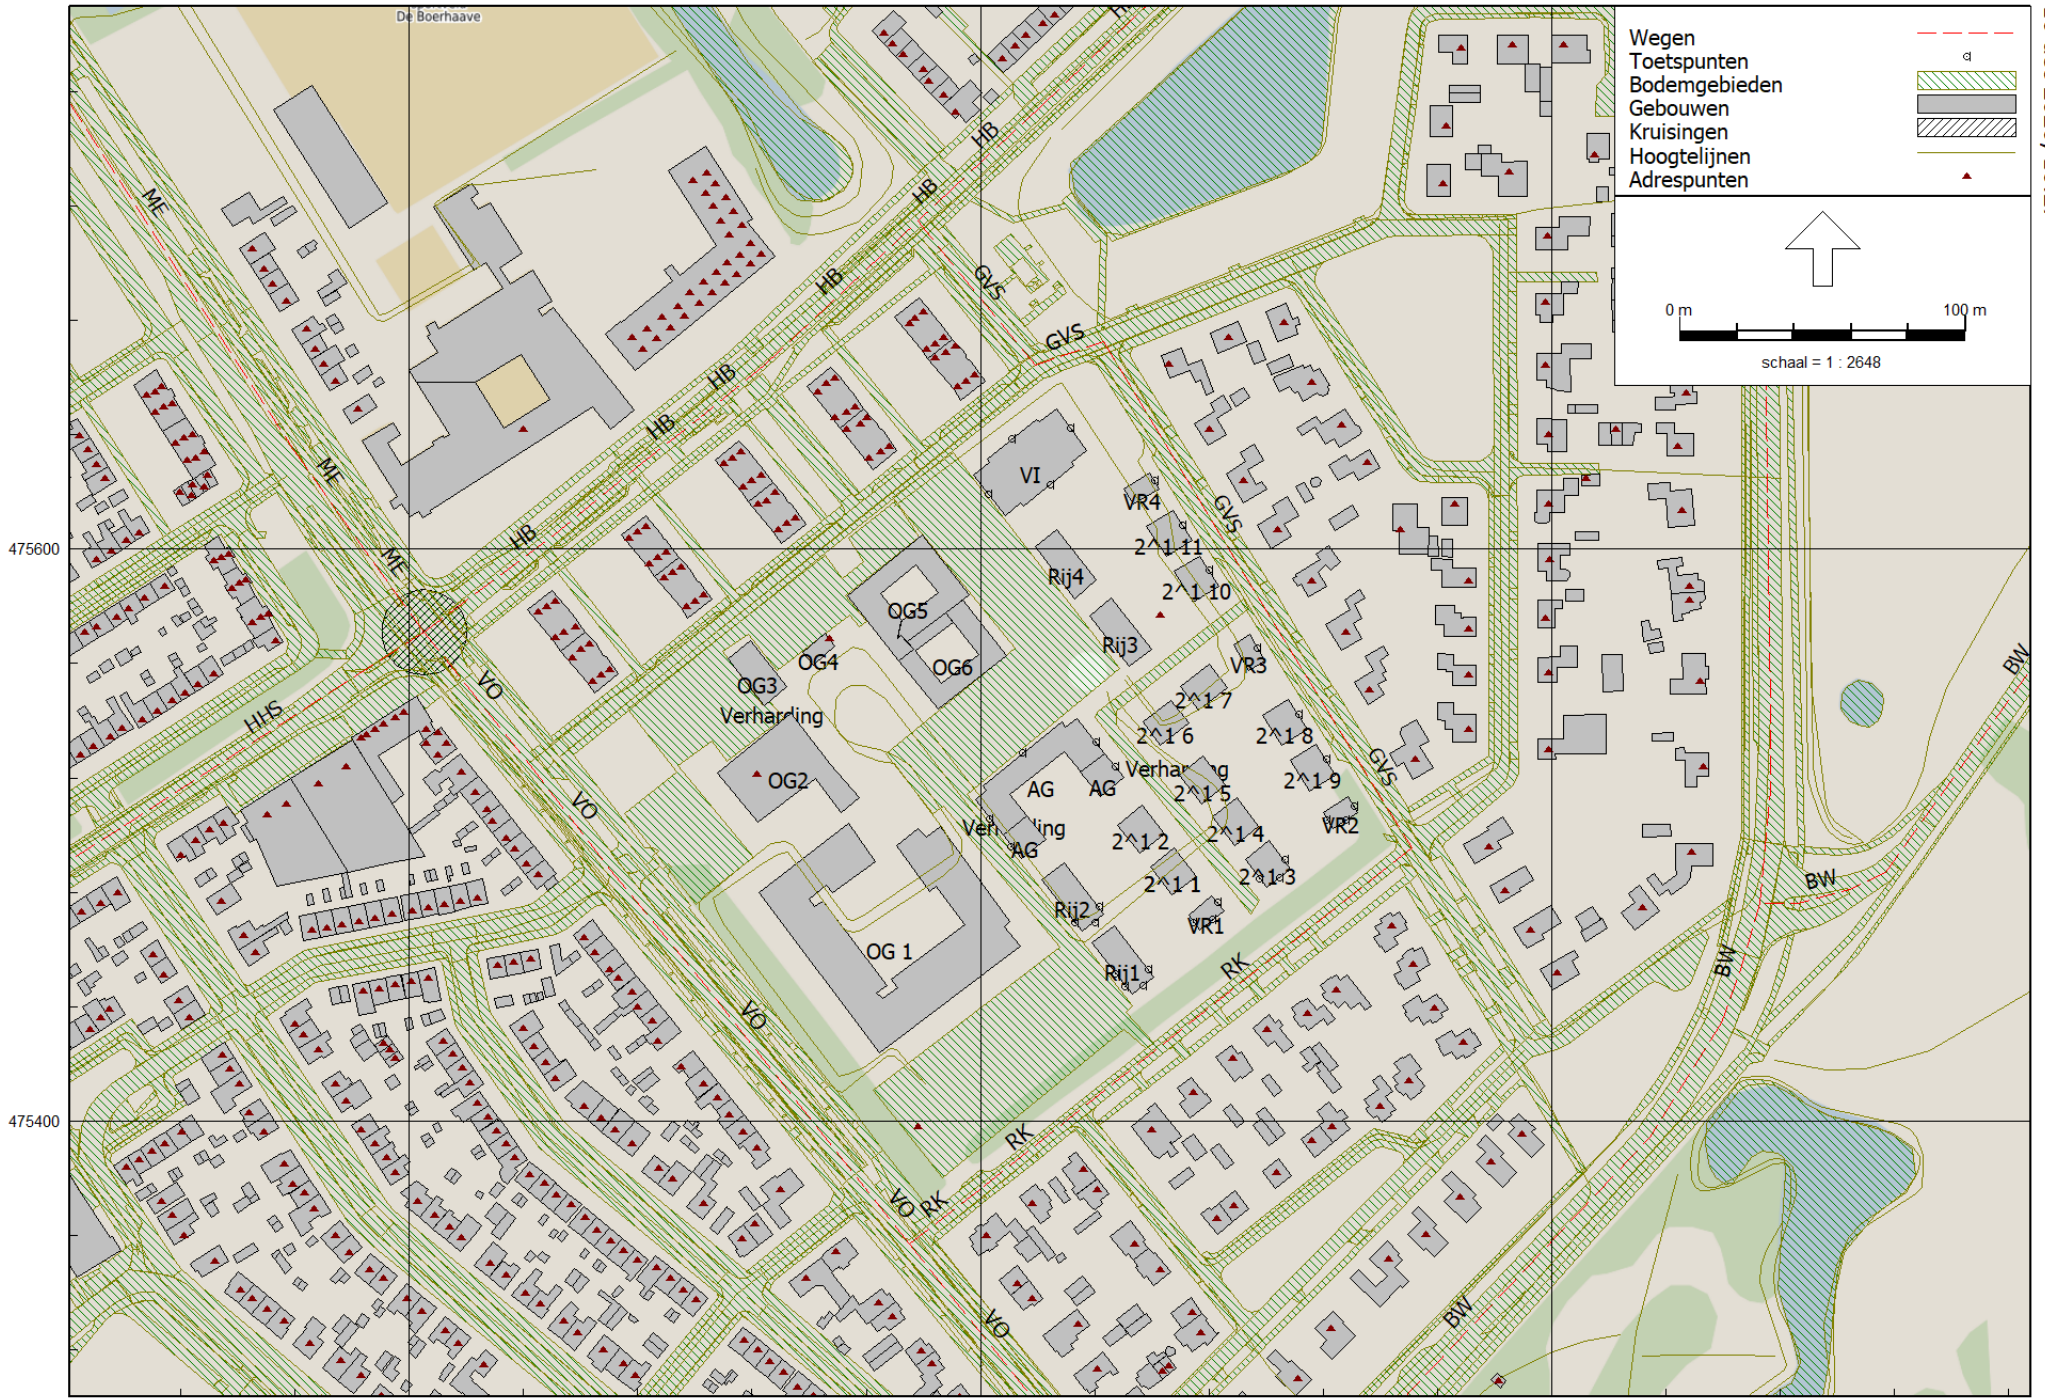 De Boerhaave
Wegen
Toetspunten
Bodemgebieden
Gebouwen
Kruisingen
Hoogtelijnen
Adrespunten
0 m 100 m
schaal = 1 : 2648
HB
HB
HB
ME
GVS
HB
GVS
HB
HB
ME
VI
VR4
GVS
HB
2^1 11
475600
ME
Rij4
2^1 10
OG5
Rij3
OG4
OG6
VR3
BW
VO
OG3
2^1 7
HHS
Verharding
2^1 6
2^1 8
GVS
OG2
AG
AG
2^1 9
2^1 5
VO
VR2
2^1 4
2^1 2
AG
2^1 1
2^1 3
BW
Rij2
VR1
OG 1
RK
BW
Rij1
VO
475400
RK
VO
RK
VO
BW